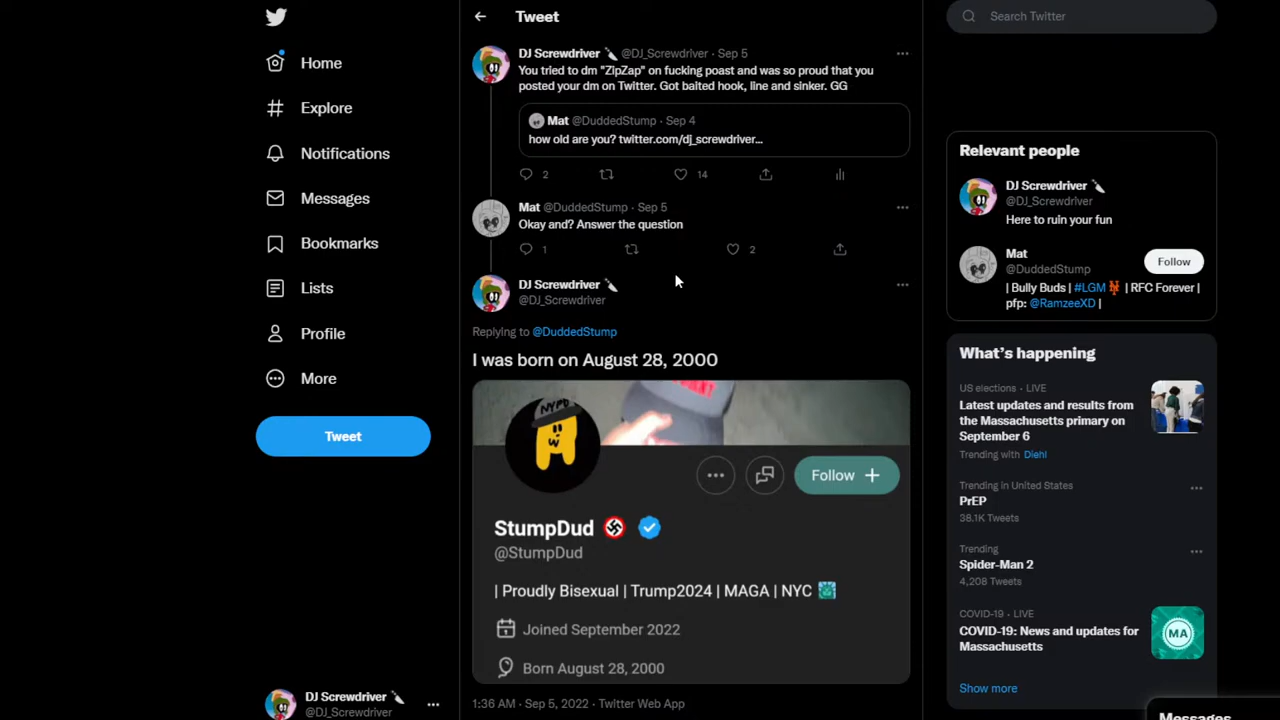 Home
Explore
Notifications
Messages
Bookmarks
Lists
Profile
More
Tweet
DJ Screwdriver
@DJ_Screwdriver
Tweet
DJ Screwdriver @DJ_Screwdriver · Sep 5
You tried to dm "ZipZap" on fucking poast and was so proud that you
posted your dm on Twitter. Got baited hook, line and sinker. GG
Mat @DuddedStump · Sep 4
how old are you? twitter.com/dj_screwdriver...
2 14
Mat @DuddedStump · Sep 5
Okay and? Answer the question
1 2
DJ Screwdriver
@DJ_Screwdriver
Replying to @DuddedStump
I was born on August 28, 2000
NYPD
StumpDud
@StumpDud
Follow +
| Proudly Bisexual | Trump2024 | MAGA | NYC
Joined September 2022
Born August 28, 2000
1:36 AM · Sep 5, 2022 · Twitter Web App
Search Twitter
Relevant people
DJ Screwdriver
@DJ_Screwdriver
Here to ruin your fun
Mat
@DuddedStump
Follow
| Bully Buds | #LGM | RFC Forever |
pfp: @RamzeeXD |
What's happening
US elections · LIVE
Latest updates and results from
the Massachusetts primary on
September 6
Trending with Diehl
Trending in United States
PrEP
38.1K Tweets
Trending
Spider-Man 2
4,208 Tweets
COVID-19 · LIVE
COVID-19: News and updates for
Massachusetts
MA
Show more
Messages